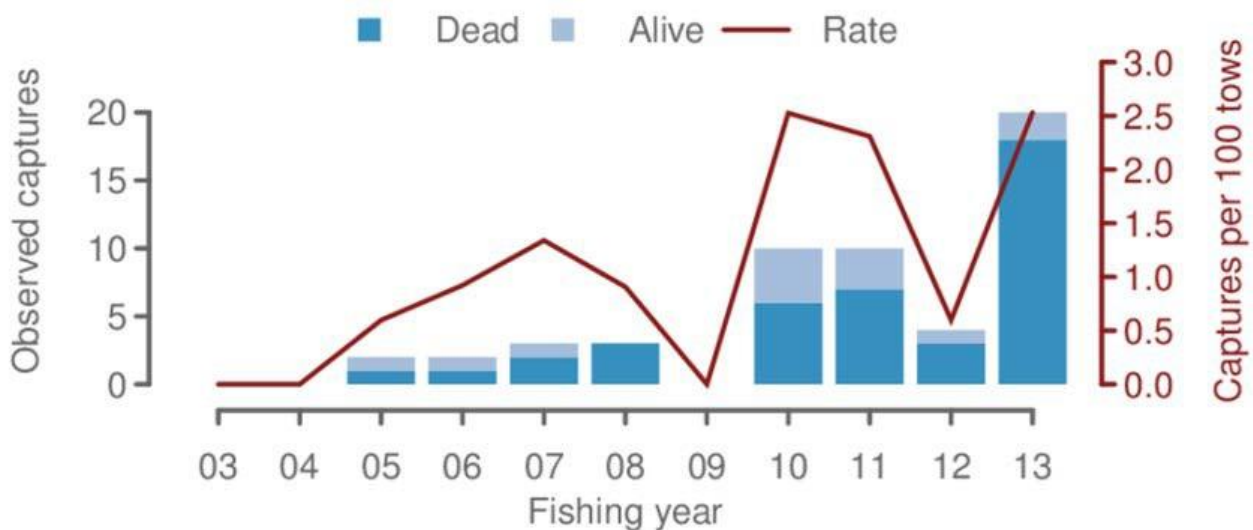 Dead Alive Rate
Observed captures
20
15
10
5
0
3.0
2.5
2.0
1.5
1.0
0.5
0.0
Captures per 100 tows
03 04 05 06 07 08 09 10 11 12 13
Fishing year